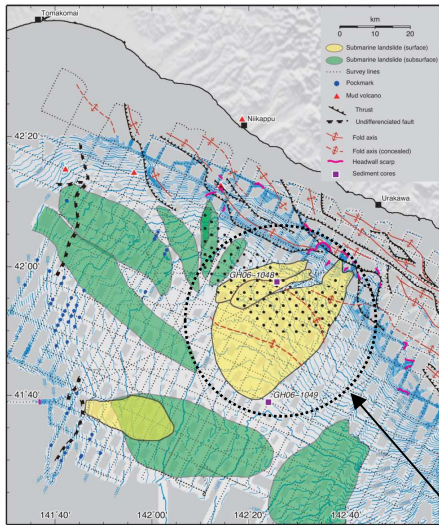 Tomakomai
km
0 10 20
Submarine landslide (surface)
Submarine landslide (subsurface)
Survey lines
Pockmark
Mud volcano
Thrust
Undifferenciated fault
Fold axis
Fold axis (concealed)
Headwall scarp
Sediment cores
Niikappu
Urakawa
42°20'
42°00'
GH06-1048
41°40'
GH06-1049
141°40' 142°00' 142°20' 142°40'